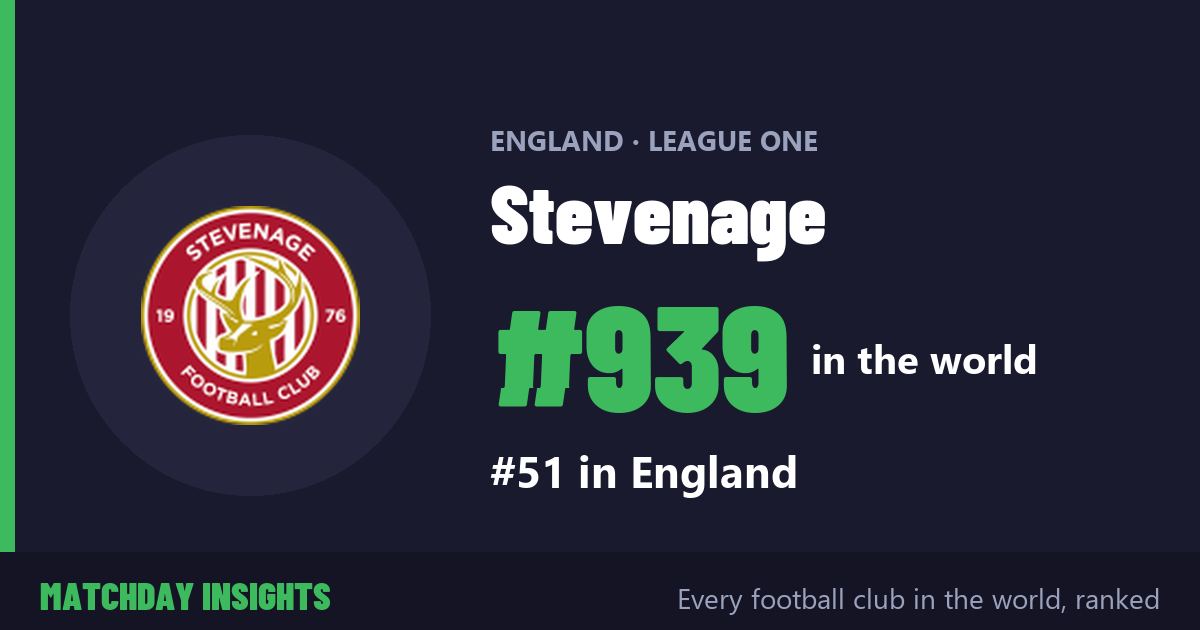 ENGLAND · LEAGUE ONE
Stevenage
#939 in the world
#51 in England
STEVENAGE
19 76
FOOTBALL CLUB
MATCHDAY INSIGHTS
Every football club in the world, ranked